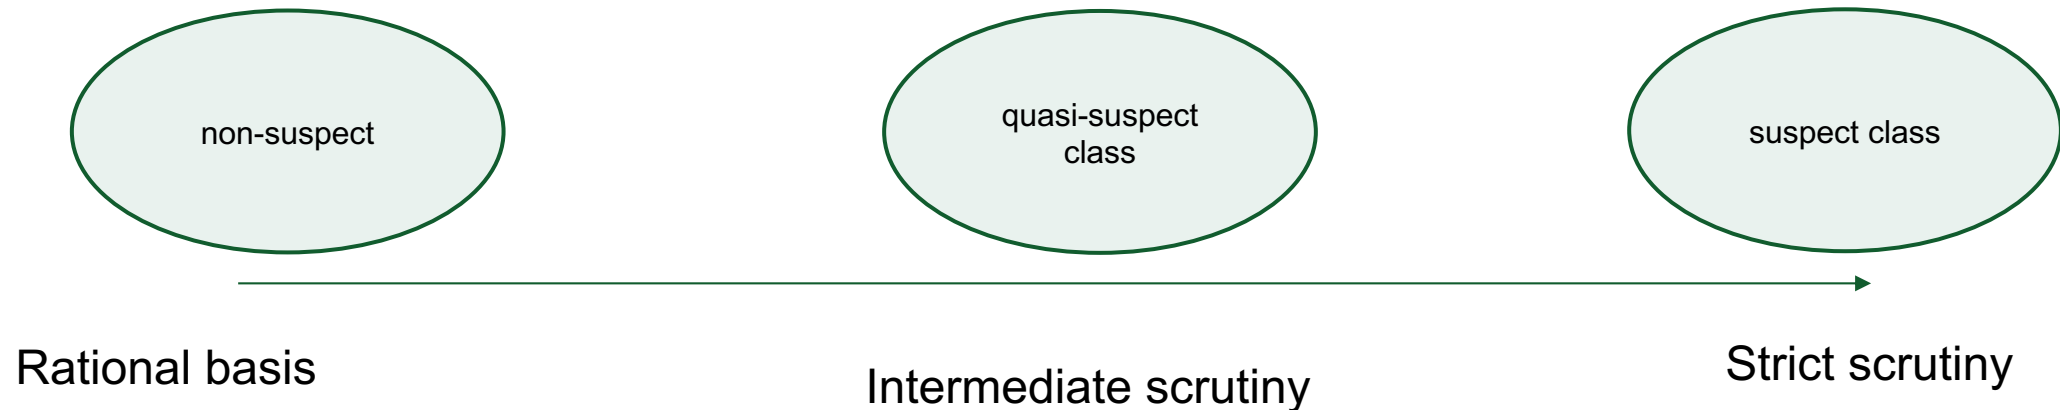 non-suspect
quasi-suspect
class
suspect class
Rational basis
Intermediate scrutiny
Strict scrutiny